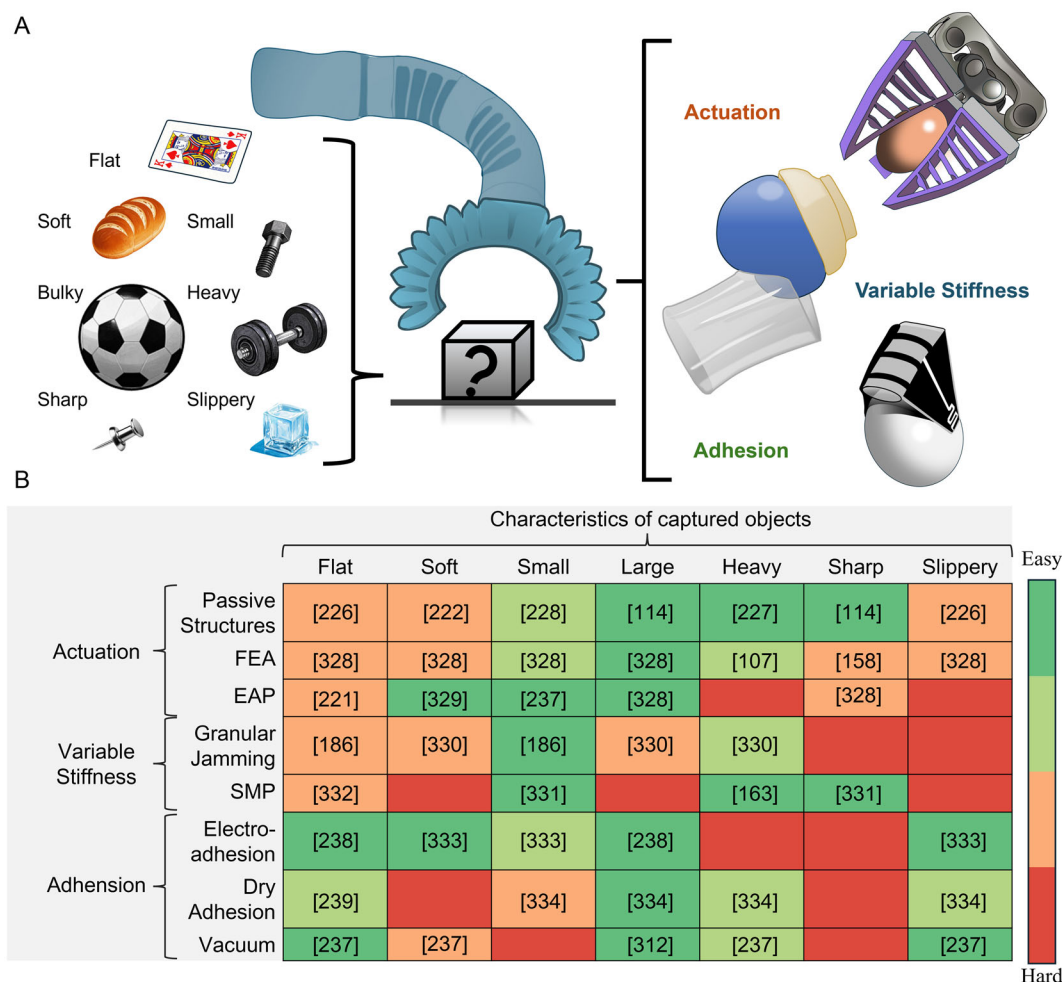 A
Flat
Soft Small
Bulky Heavy
Sharp Slippery
K
K
?
Actuation
Variable Stiffness
Adhesion
B
Characteristics of captured objects
Flat Soft Small Large Heavy Sharp Slippery
Easy
Actuation
Passive Structures [226] [222] [228] [114] [227] [114] [226]
FEA [328] [328] [328] [328] [107] [158] [328]
EAP [221] [329] [237] [328] [328]
Variable Stiffness
Granular Jamming [186] [330] [186] [330] [330]
SMP [332] [331] [163] [331]
Adhension
Electro-adhesion [238] [333] [333] [238] [333]
Dry Adhesion [239] [334] [334] [334] [334]
Vacuum [237] [237] [312] [237] [237]
Hard